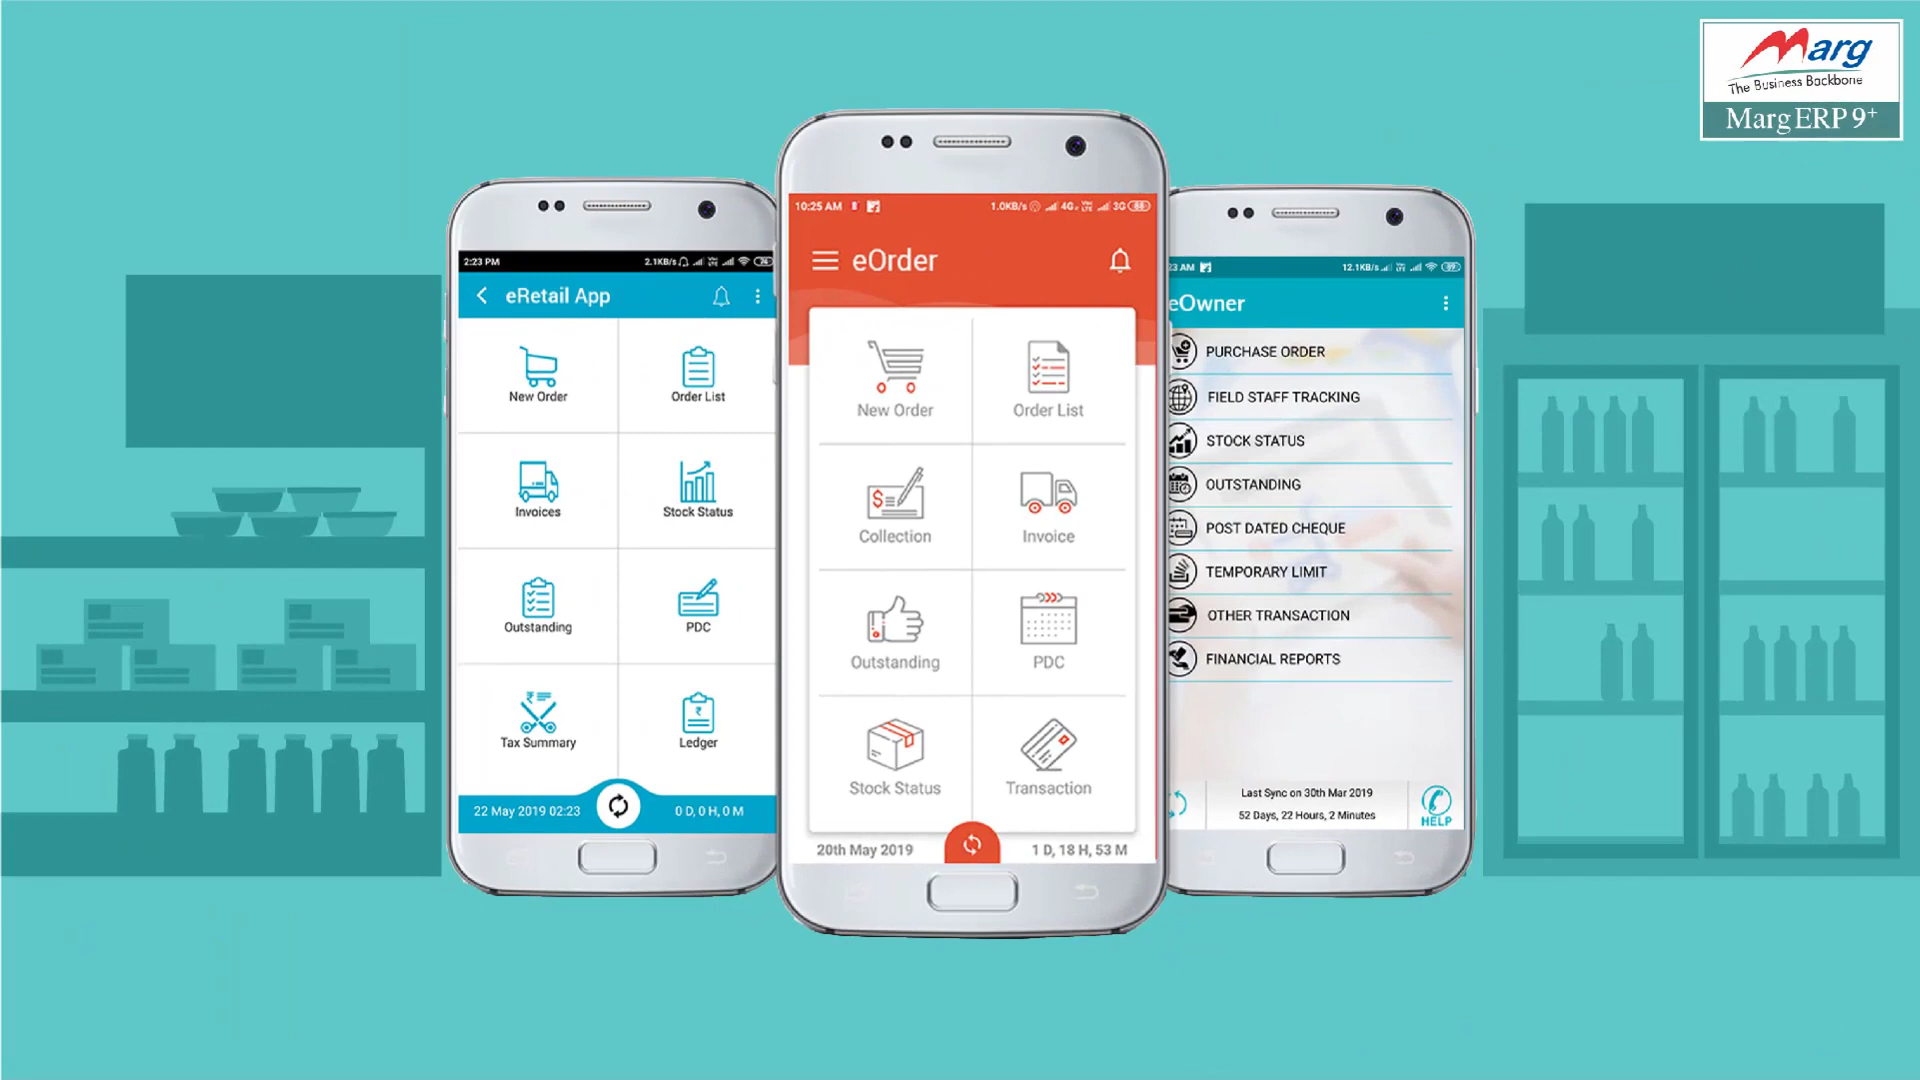 Marg
The Business Backbone
Marg ERP 9+
2:23 PM
2.1KB/s
eRetail App
New Order
Order List
Invoices
Stock Status
Outstanding
PDC
Tax Summary
Ledger
22 May 2019 02:23
0 D, 0 H, 0 M
10:25 AM
1.0KB/s 4G 3G
eOrder
New Order
Order List
Collection
Invoice
Outstanding
PDC
Stock Status
Transaction
20th May 2019
1 D, 18 H, 53 M
23 AM
12.1KB/s
eOwner
PURCHASE ORDER
FIELD STAFF TRACKING
STOCK STATUS
OUTSTANDING
POST DATED CHEQUE
TEMPORARY LIMIT
OTHER TRANSACTION
FINANCIAL REPORTS
Last Sync on 30th Mar 2019
52 Days, 22 Hours, 2 Minutes
HELP